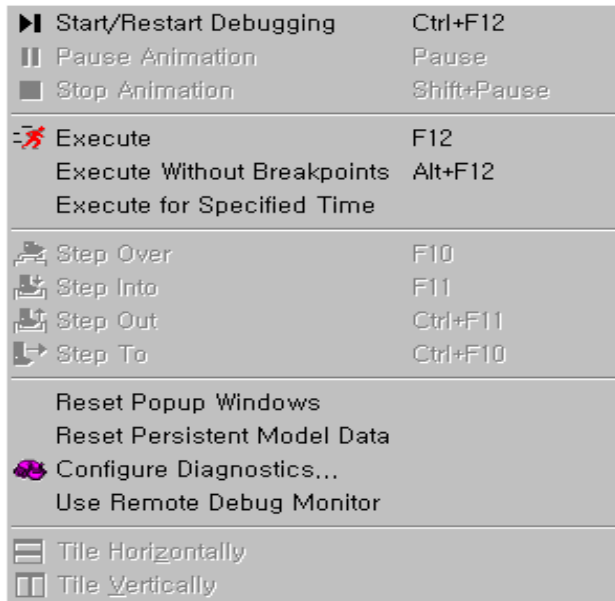 Start/Restart Debugging Ctrl+F12
Pause Animation Pause
Stop Animation Shift+Pause
Execute F12
Execute Without Breakpoints Alt+F12
Execute for Specified Time
Step Over F10
Step Into F11
Step Out Ctrl+F11
Step To Ctrl+F10
Reset Popup Windows
Reset Persistent Model Data
Configure Diagnostics...
Use Remote Debug Monitor
Tile Horizontally
Tile Vertically